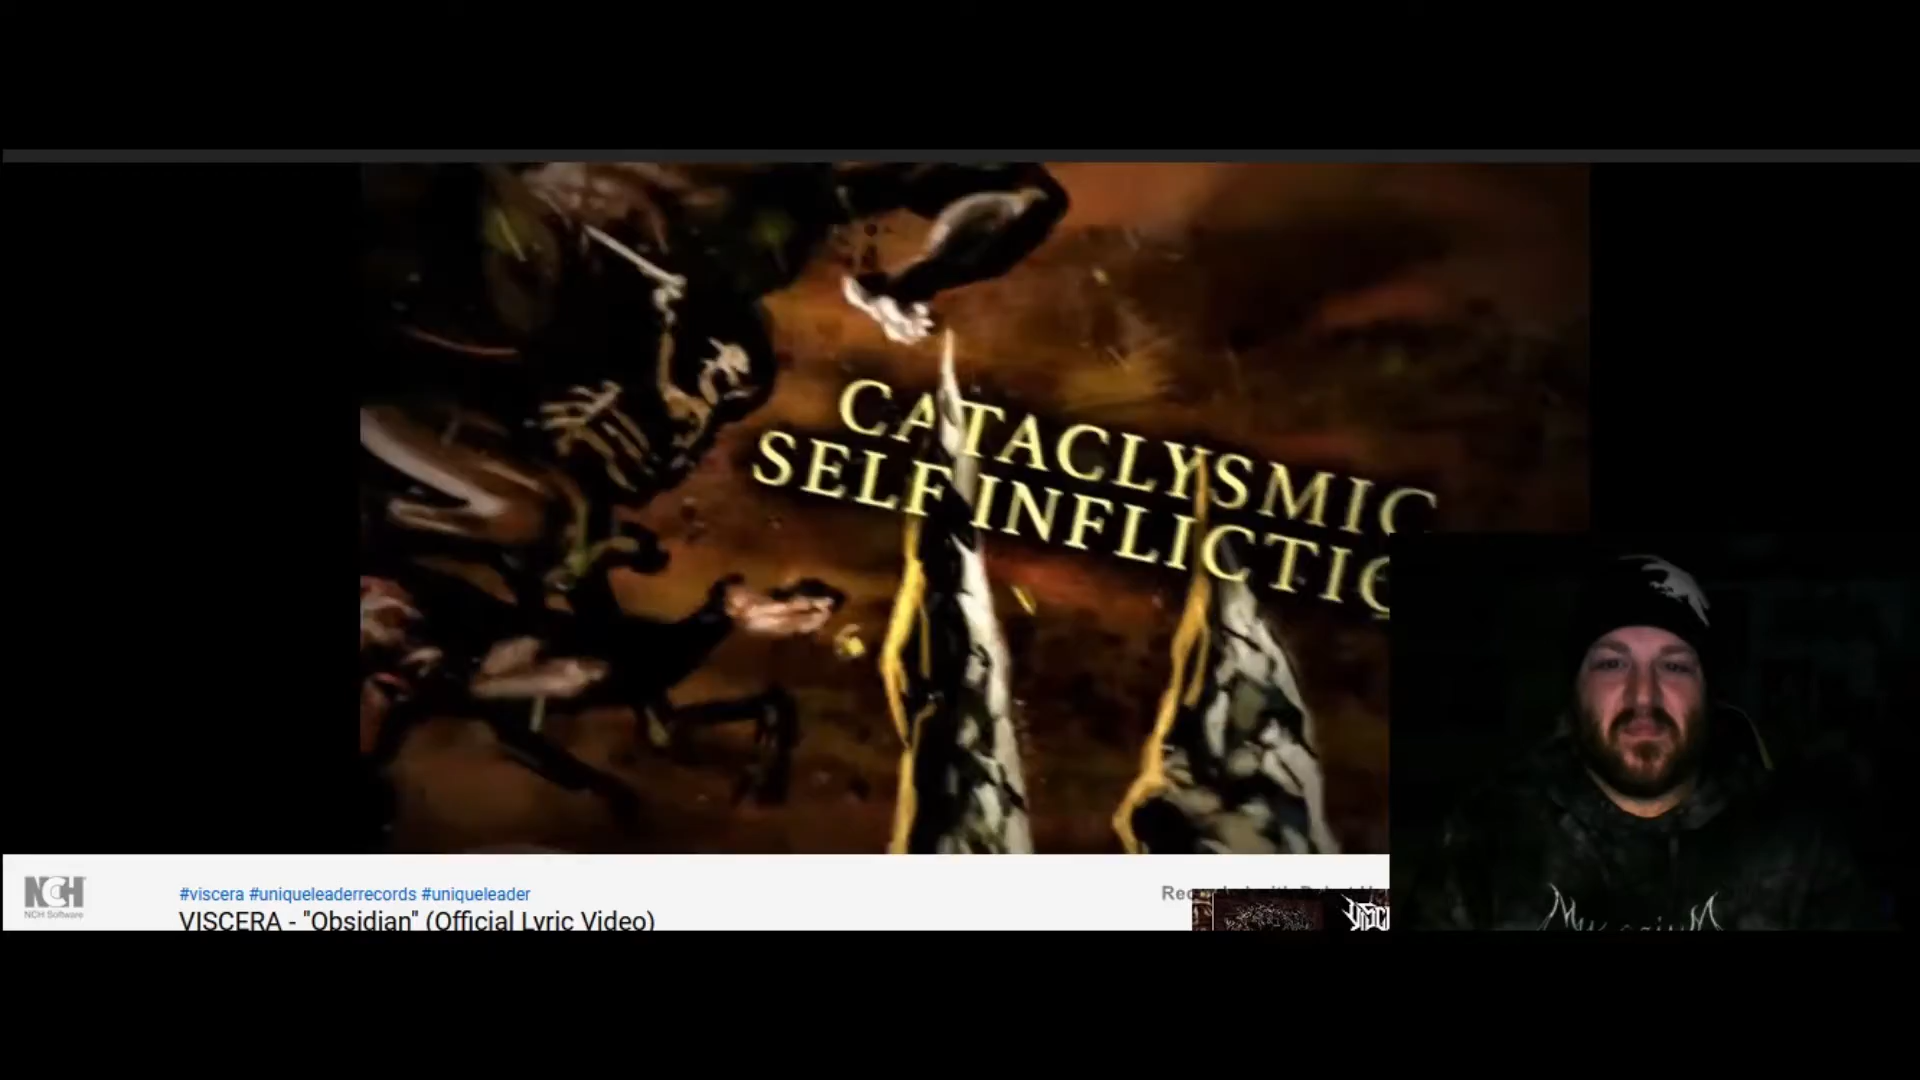 CATACLYSMIC
SELF INFLICTIO
NCH
NCH Software
#viscera #uniqueleaderrecords #uniqueleader
VISCERA - "Obsidian" (Official Lyric Video)